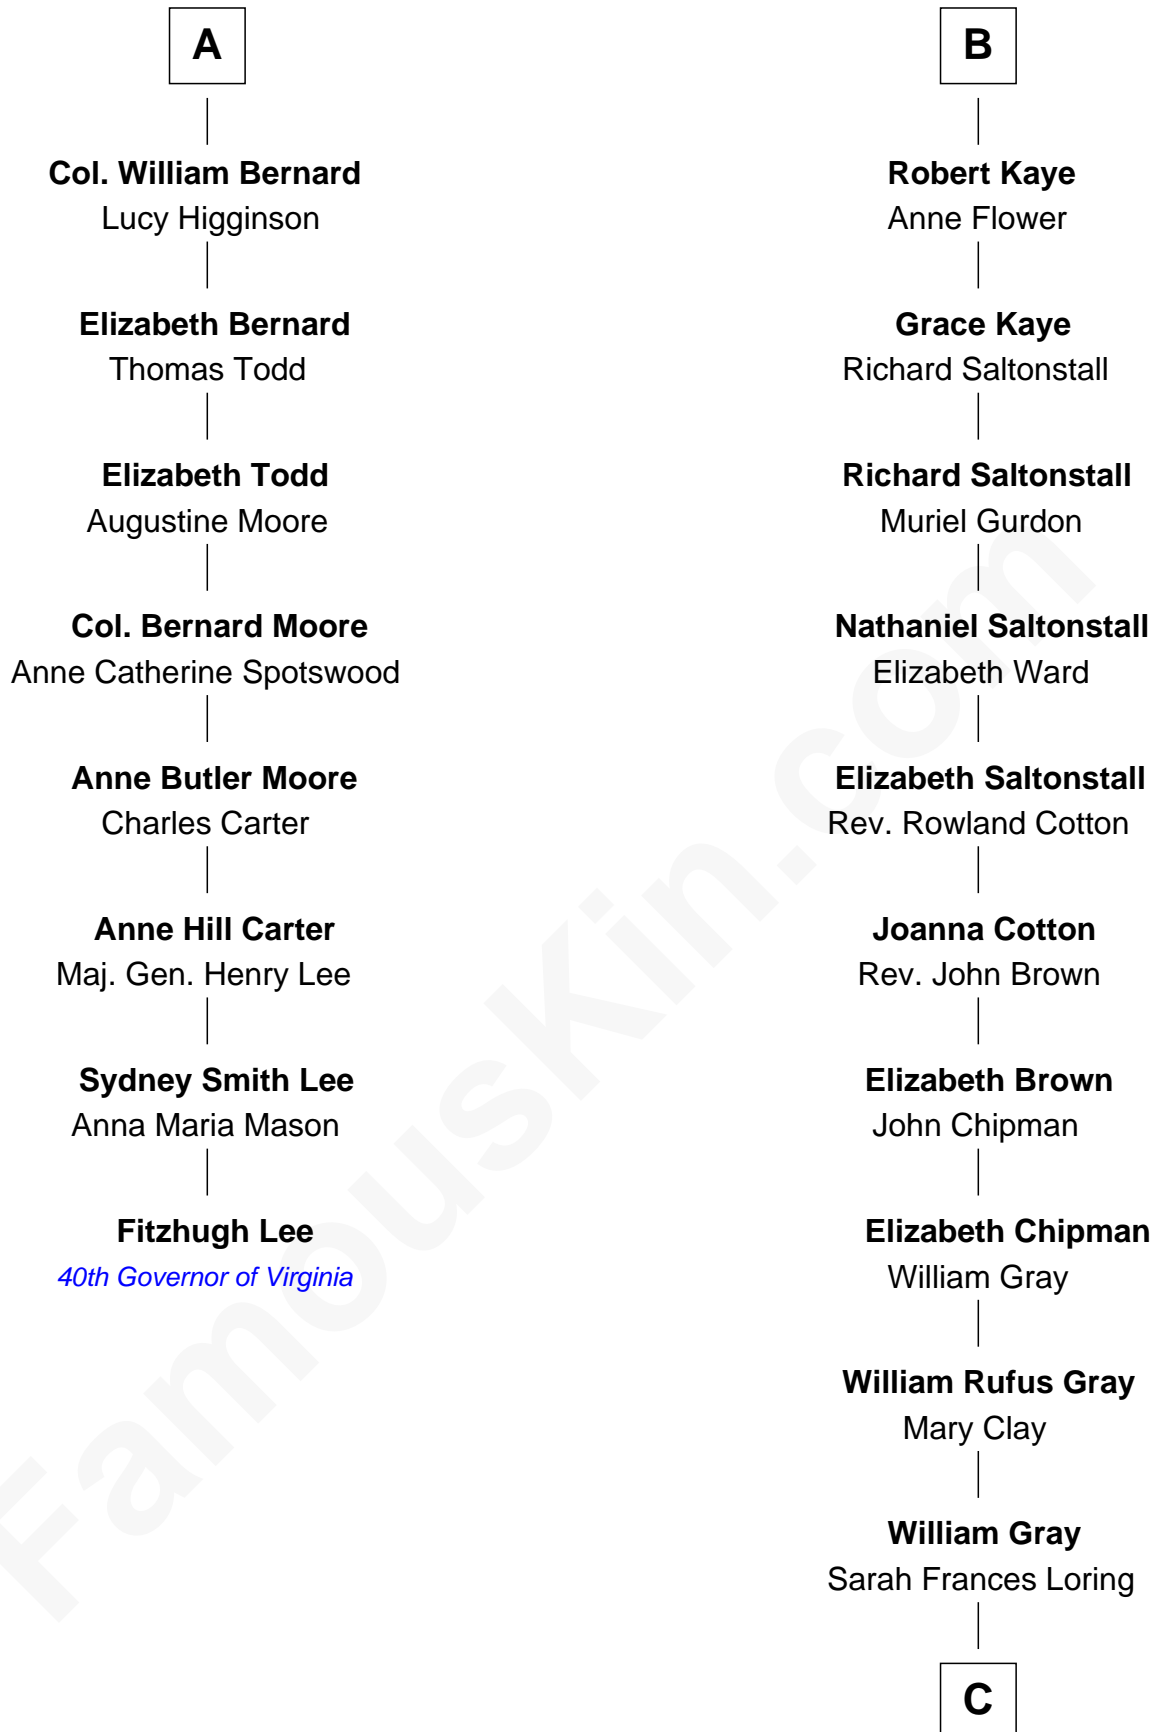 A
Col. William Bernard
Lucy Higginson
Elizabeth Bernard
Thomas Todd
Elizabeth Todd
Augustine Moore
Col. Bernard Moore
Anne Catherine Spotswood
Anne Butler Moore
Charles Carter
Anne Hill Carter
Maj. Gen. Henry Lee
Sydney Smith Lee
Anna Maria Mason
Fitzhugh Lee
40th Governor of Virginia
B
Robert Kaye
Anne Flower
Grace Kaye
Richard Saltonstall
Richard Saltonstall
Muriel Gurdon
Nathaniel Saltonstall
Elizabeth Ward
Elizabeth Saltonstall
Rev. Rowland Cotton
Joanna Cotton
Rev. John Brown
Elizabeth Brown
John Chipman
Elizabeth Chipman
William Gray
William Rufus Gray
Mary Clay
William Gray
Sarah Frances Loring
C
FamousKin.com